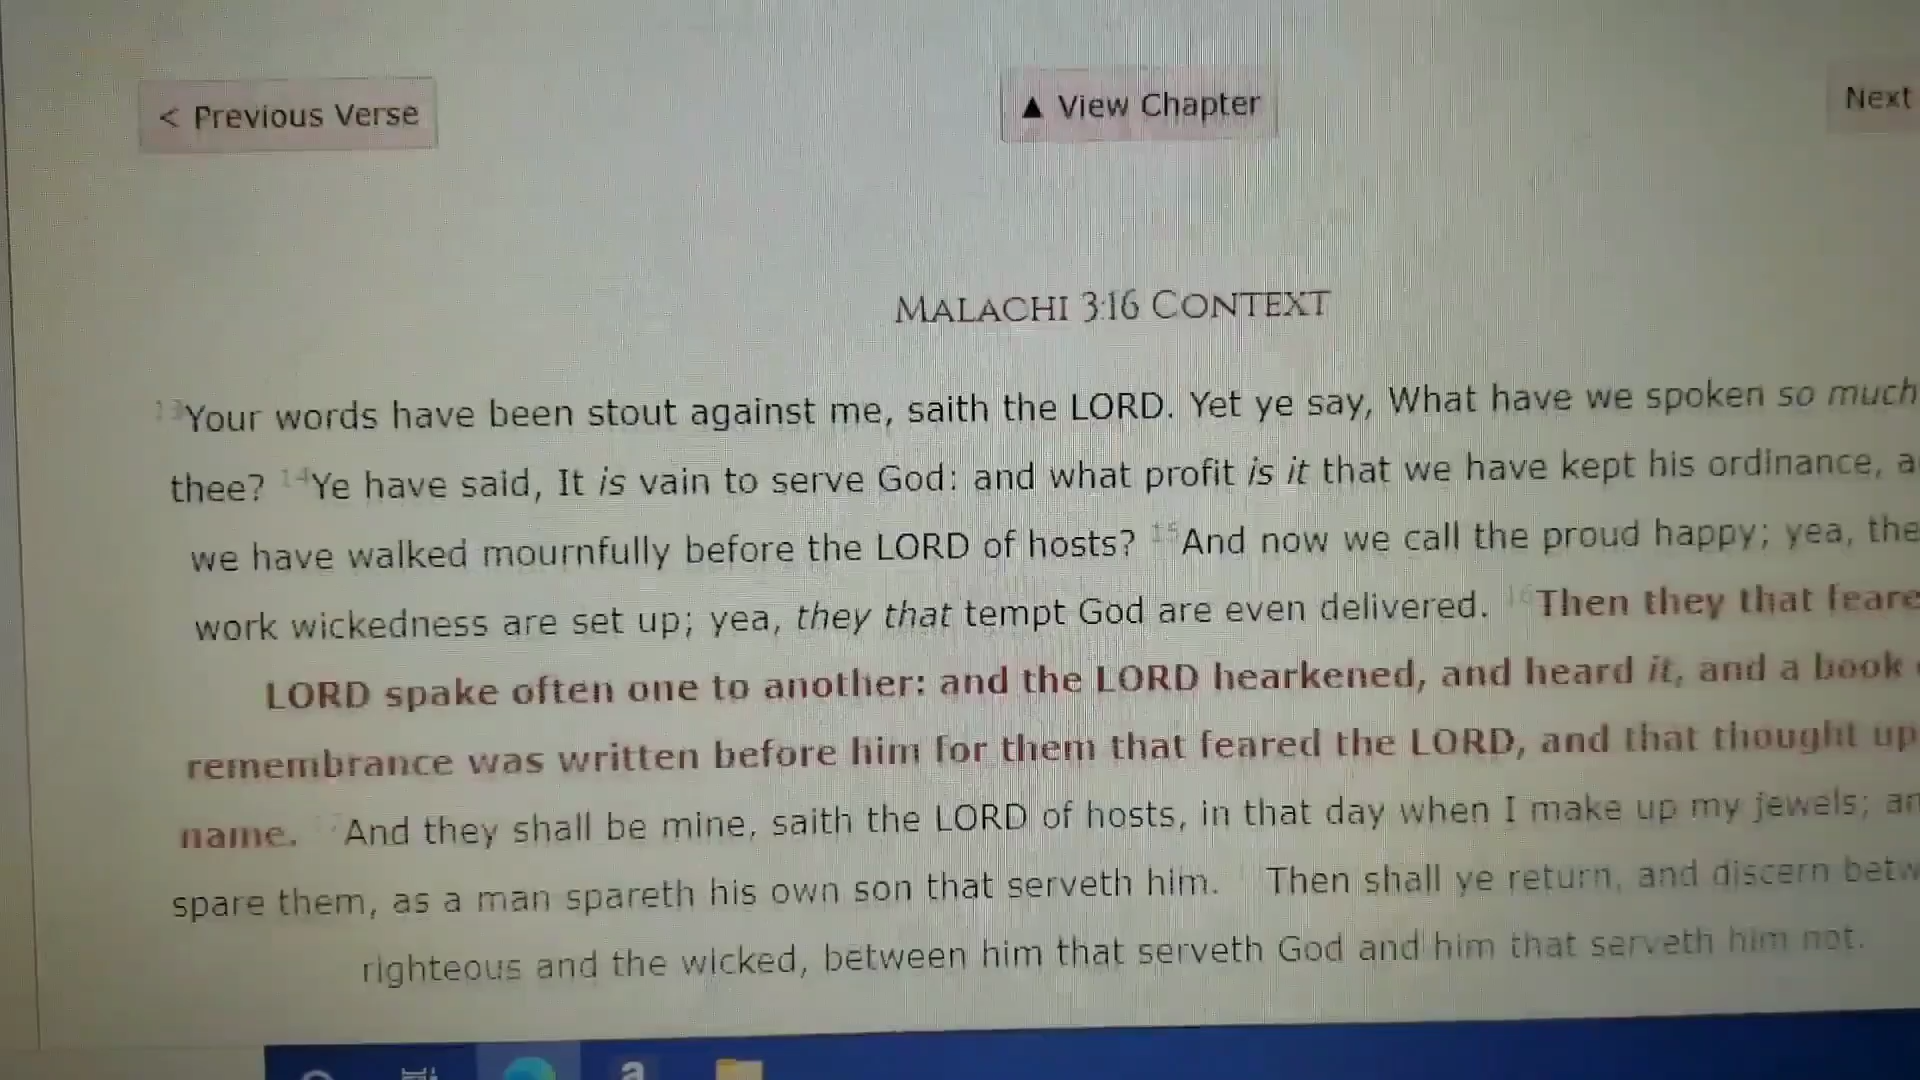 < Previous Verse
▲ View Chapter
Next
MALACHI 3:16 CONTEXT
13Your words have been stout against me, saith the LORD. Yet ye say, What have we spoken so much
thee? 14Ye have said, It is vain to serve God: and what profit is it that we have kept his ordinance,
we have walked mournfully before the LORD of hosts? 15And now we call the proud happy; yea,
work wickedness are set up; yea, they that tempt God are even delivered. 16Then they that feare
LORD spake often one to another: and the LORD hearkened, and heard it, and a book
remembrance was written before him for them that feared the LORD, and that thought up
name. And they shall be mine, saith the LORD of hosts, in that day when I make up my jewels;
spare them, as a man spareth his own son that serveth him. Then shall ye return, and discern betw
righteous and the wicked, between him that serveth God and him that serveth him not.
a